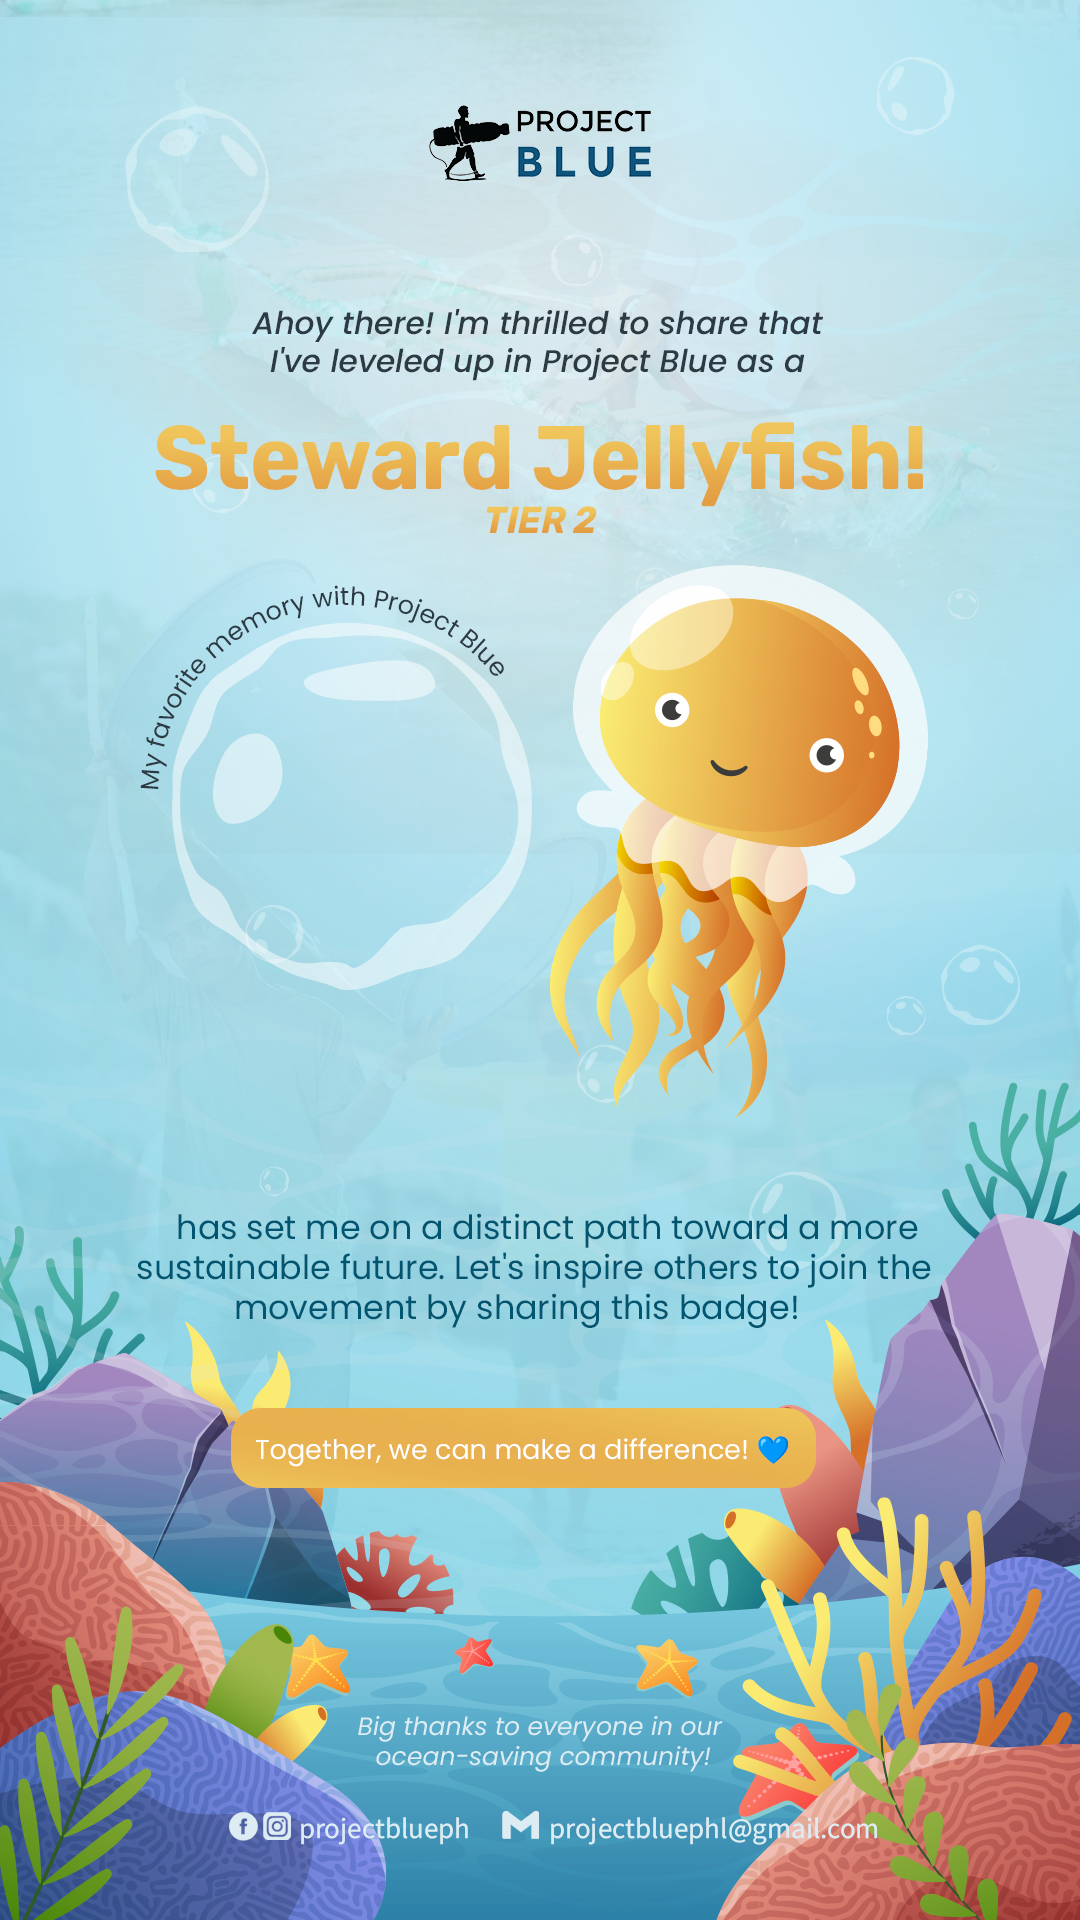 PROJECT
BLUE
Ahoy there! I'm thrilled to share that
I've leveled up in Project Blue as a
Steward Jellyfish!
TIER 2
My favorite memory with Project Blue
has set me on a distinct path toward a more
sustainable future. Let's inspire others to join the
movement by sharing this badge!
Together, we can make a difference! 💙
Big thanks to everyone in our
ocean-saving community!
projectblueph projectbluephl@gmail.com